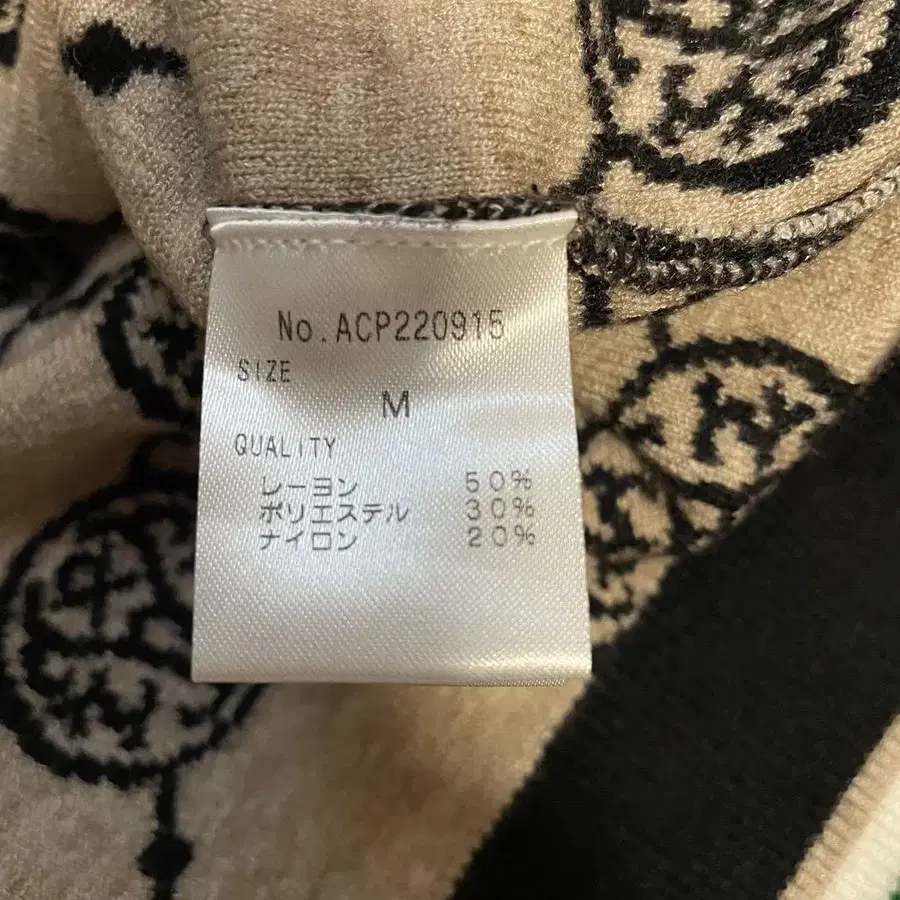 No.ACP220915
SIZE
M
QUALITY
レーヨン 50%
ポリエステル 30%
ナイロン 20%